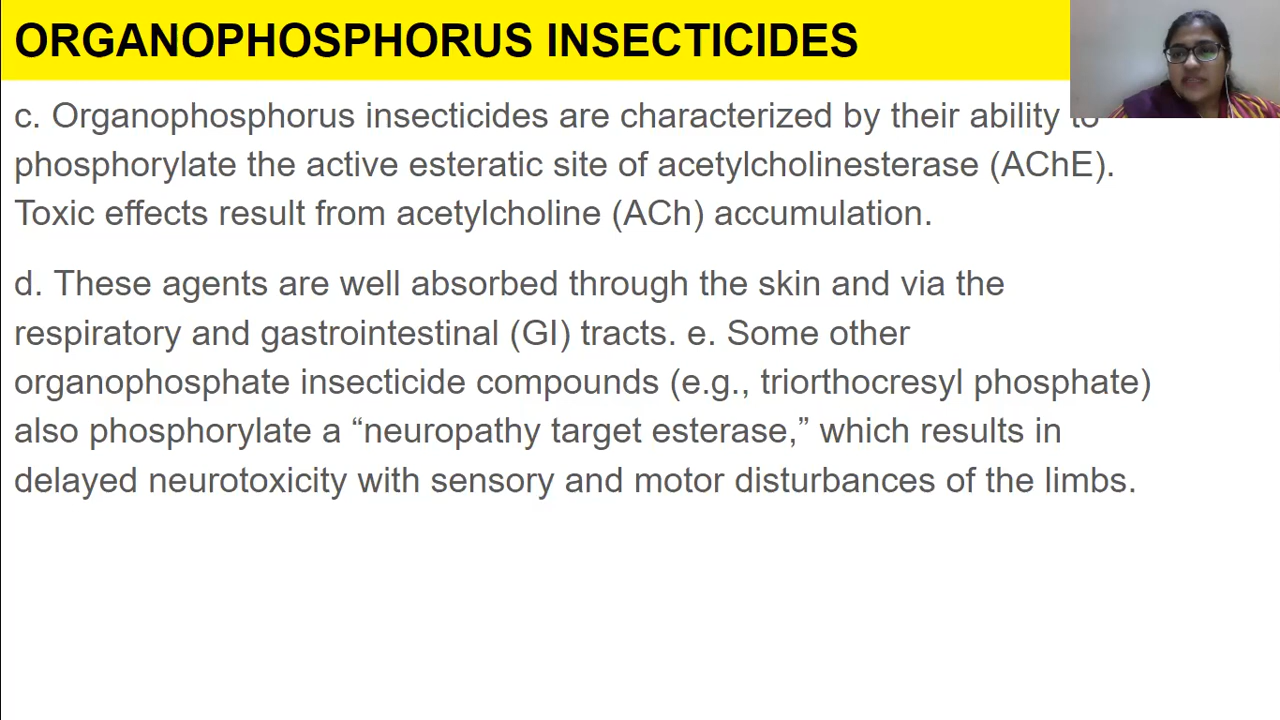 ORGANOPHOSPHORUS INSECTICIDES
c. Organophosphorus insecticides are characterized by their ability to
phosphorylate the active esteratic site of acetylcholinesterase (AChE).
Toxic effects result from acetylcholine (ACh) accumulation.
d. These agents are well absorbed through the skin and via the
respiratory and gastrointestinal (GI) tracts. e. Some other
organophosphate insecticide compounds (e.g., triorthocresyl phosphate)
also phosphorylate a “neuropathy target esterase,” which results in
delayed neurotoxicity with sensory and motor disturbances of the limbs.